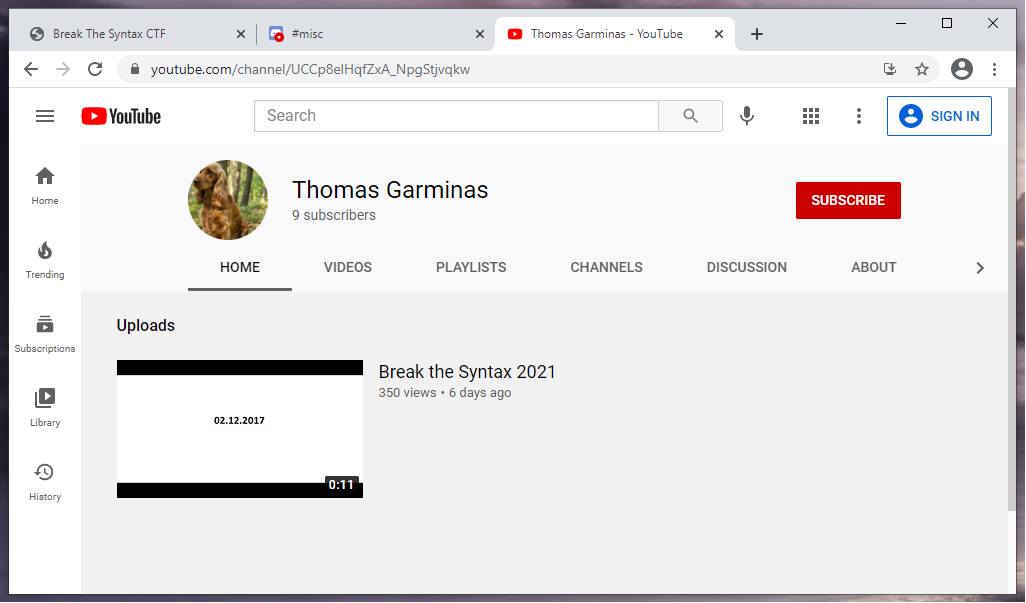 Break The Syntax CTF
#misc
Thomas Garminas - YouTube
youtube.com/channel/UCCp8elHqfZxA_NpgStjvqkw
YouTube
Search
SIGN IN
Home
Trending
Subscriptions
Library
History
Thomas Garminas
9 subscribers
SUBSCRIBE
HOME
VIDEOS
PLAYLISTS
CHANNELS
DISCUSSION
ABOUT
Uploads
02.12.2017
0:11
Break the Syntax 2021
350 views • 6 days ago